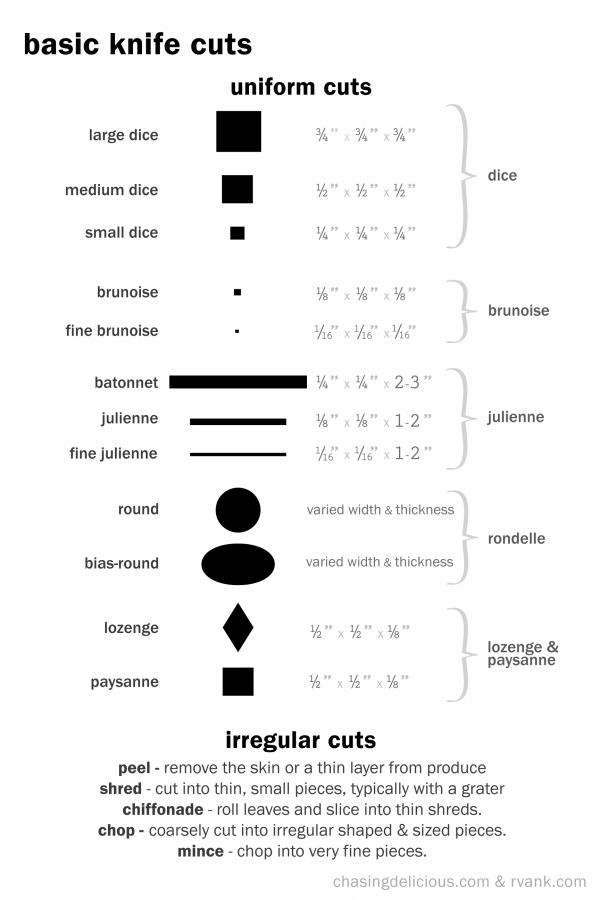 basic knife cuts
uniform cuts
large dice ¾” x ¾” x ¾”
medium dice ½” x ½” x ½”
small dice ¼” x ¼” x ¼”
dice
brunoise ⅛” x ⅛” x ⅛”
fine brunoise 1⁄16” x 1⁄16” x 1⁄16”
brunoise
batonnet ¼” x ¼” x 2-3 ”
julienne ⅛” x ⅛” x 1-2 ”
fine julienne 1⁄16” x 1⁄16” x 1-2 ”
julienne
round varied width & thickness
bias-round varied width & thickness
rondelle
lozenge ½” x ½” x ⅛”
paysanne ½” x ½” x ⅛”
lozenge &
paysanne
irregular cuts
peel - remove the skin or a thin layer from produce
shred - cut into thin, small pieces, typically with a grater
chiffonade - roll leaves and slice into thin shreds.
chop - coarsely cut into irregular shaped & sized pieces.
mince - chop into very fine pieces.
chasingdelicious.com & rvank.com